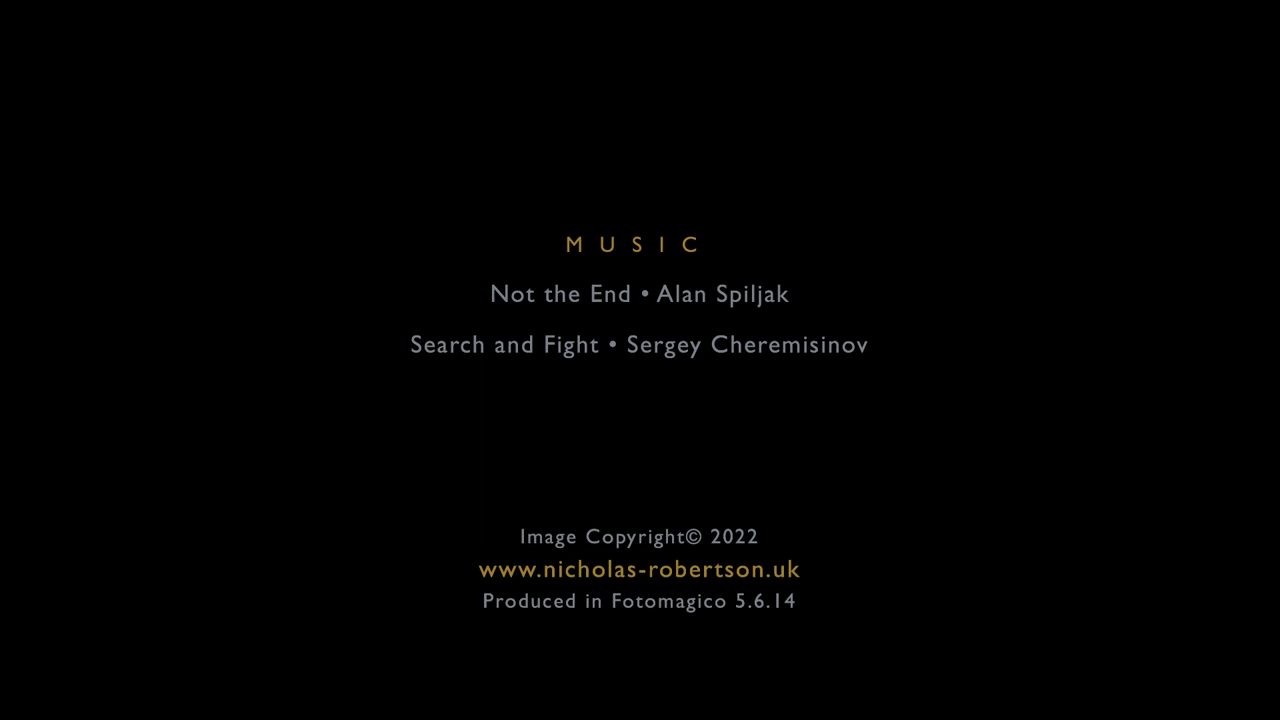 MUSIC
Not the End • Alan Spiljak
Search and Fight • Sergey Cheremisinov
Image Copyright© 2022
www.nicholas-robertson.uk
Produced in Fotomagico 5.6.14